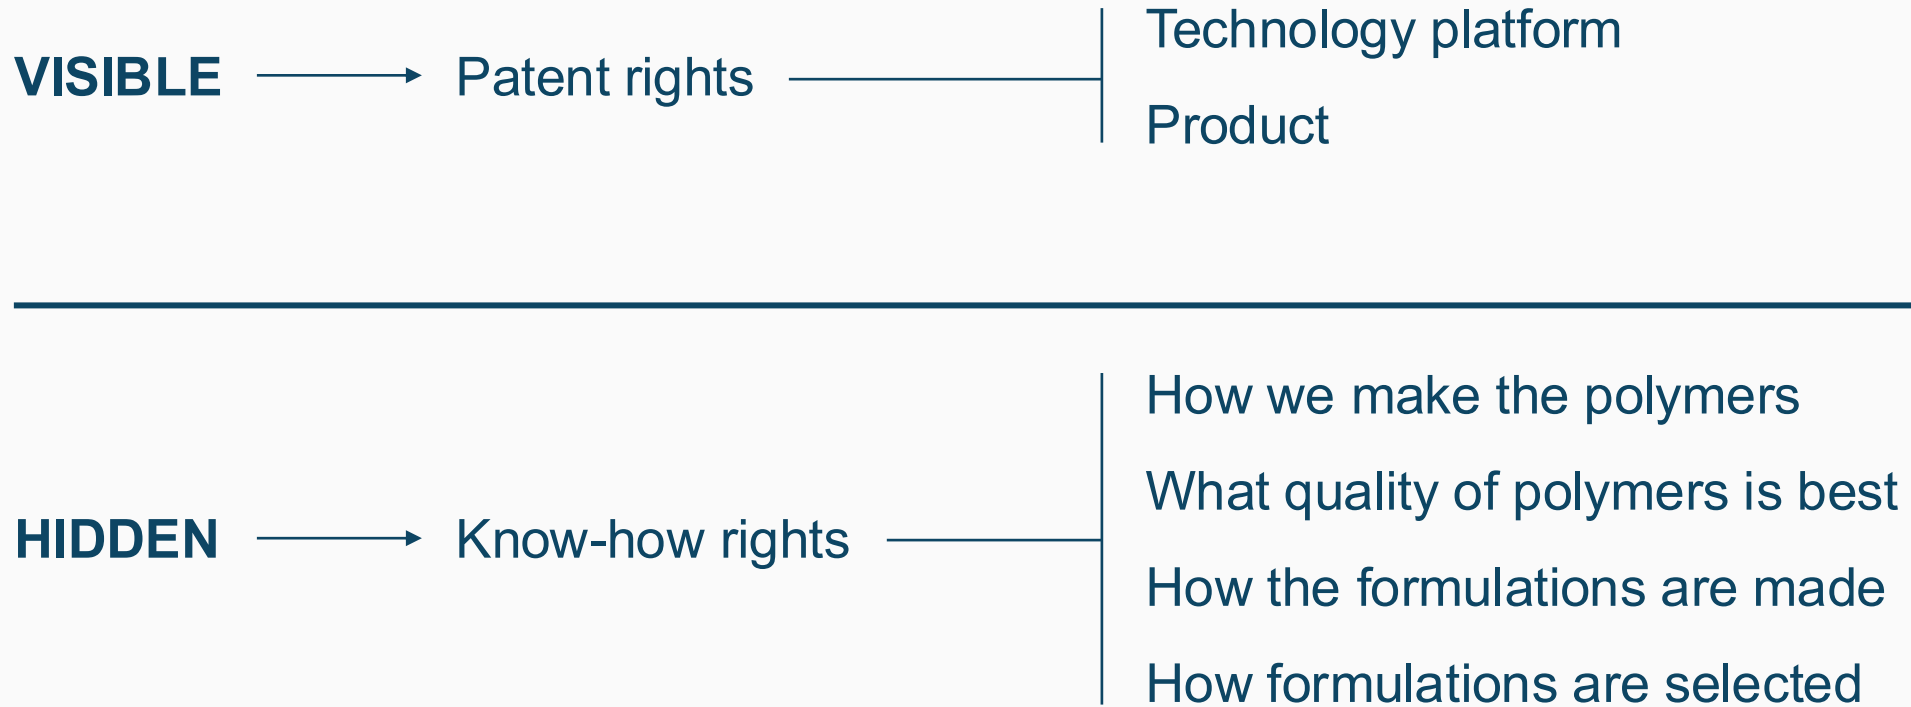 VISIBLE
Patent rights
Technology platform
Product
HIDDEN
Know-how rights
How we make the polymers
What quality of polymers is best
How the formulations are made
How formulations are selected